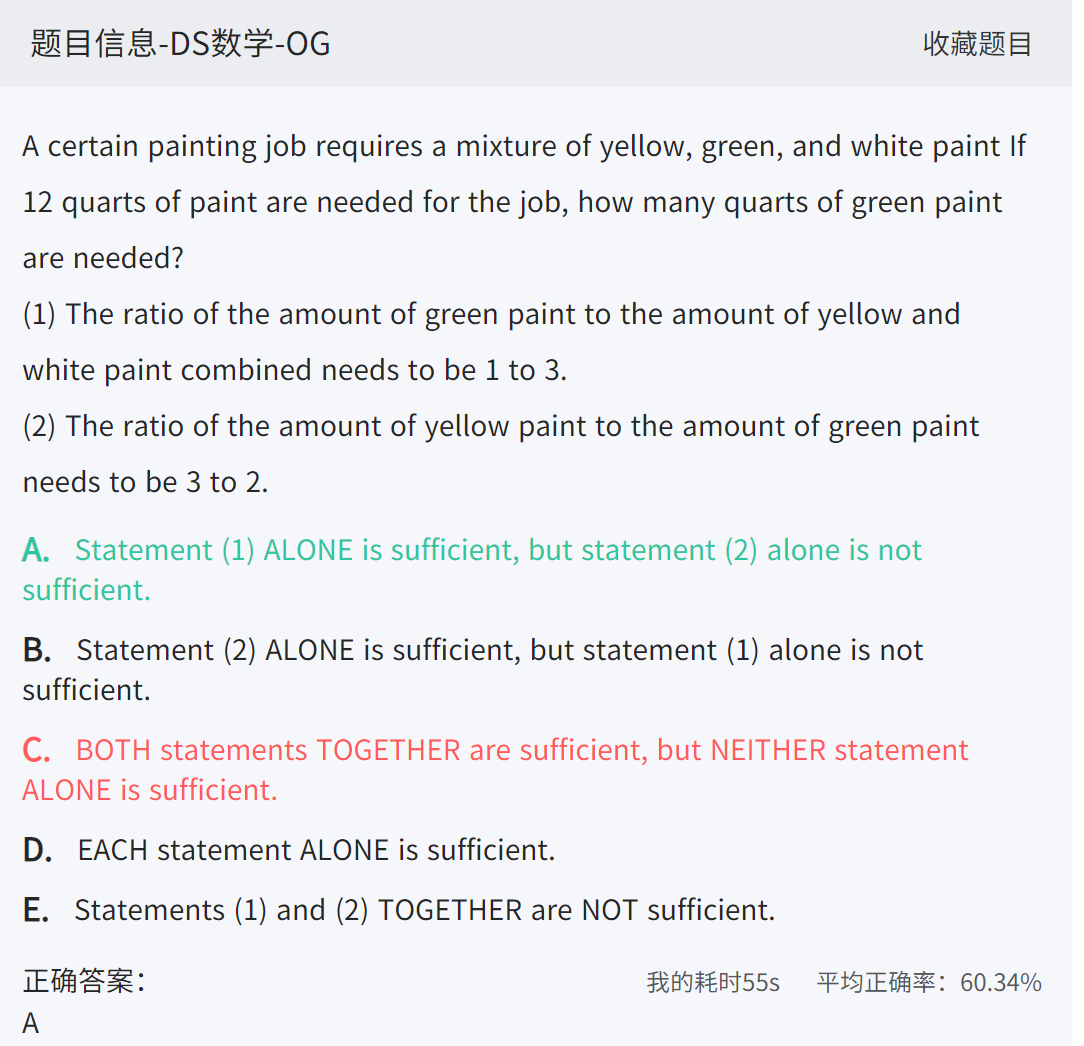 题目信息-DS数学-OG
收藏题目
A certain painting job requires a mixture of yellow, green, and white paint If
12 quarts of paint are needed for the job, how many quarts of green paint
are needed?
(1) The ratio of the amount of green paint to the amount of yellow and
white paint combined needs to be 1 to 3.
(2) The ratio of the amount of yellow paint to the amount of green paint
needs to be 3 to 2.
A. Statement (1) ALONE is sufficient, but statement (2) alone is not
sufficient.
B. Statement (2) ALONE is sufficient, but statement (1) alone is not
sufficient.
C. BOTH statements TOGETHER are sufficient, but NEITHER statement
ALONE is sufficient.
D. EACH statement ALONE is sufficient.
E. Statements (1) and (2) TOGETHER are NOT sufficient.
正确答案：
我的耗时55s 平均正确率：60.34%
A